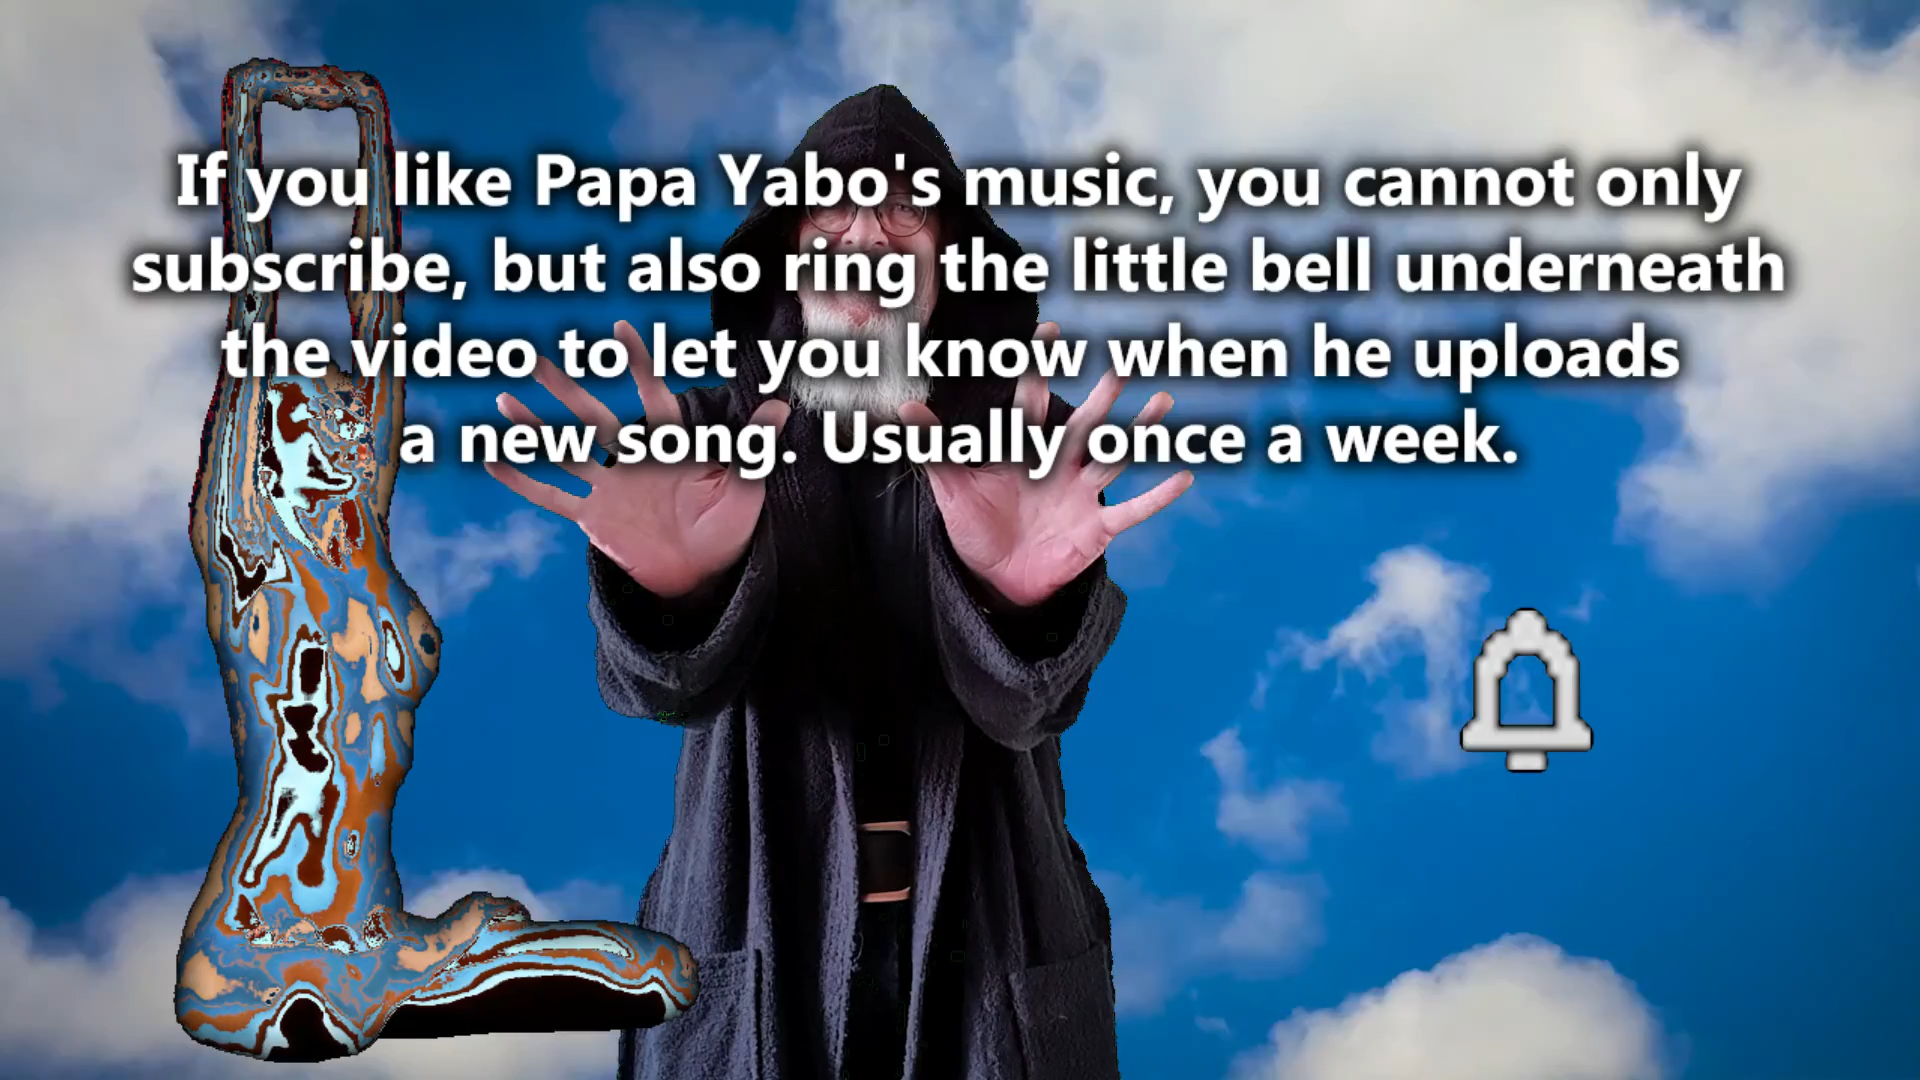 If you like Papa Yabo's music, you cannot only
subscribe, but also ring the little bell underneath
the video to let you know when he uploads
a new song. Usually once a week.